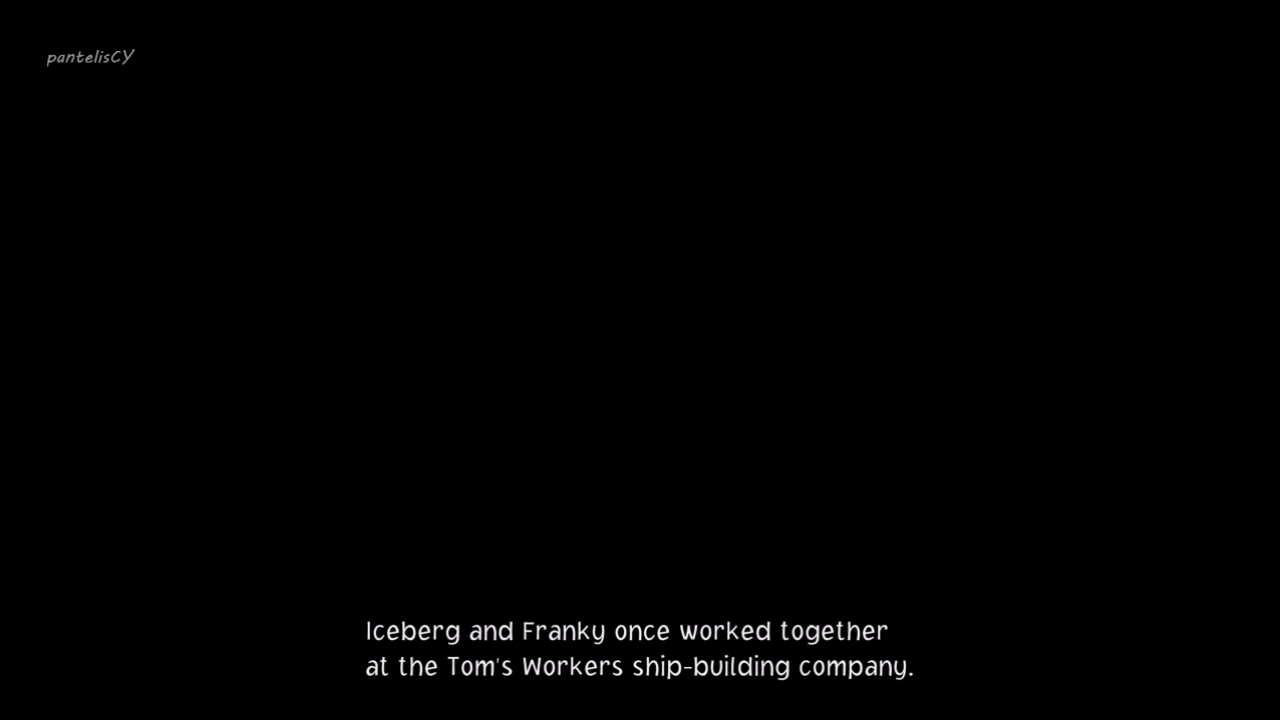 pantelisCY
Iceberg and Franky once worked together
at the Tom's Workers ship-building company.